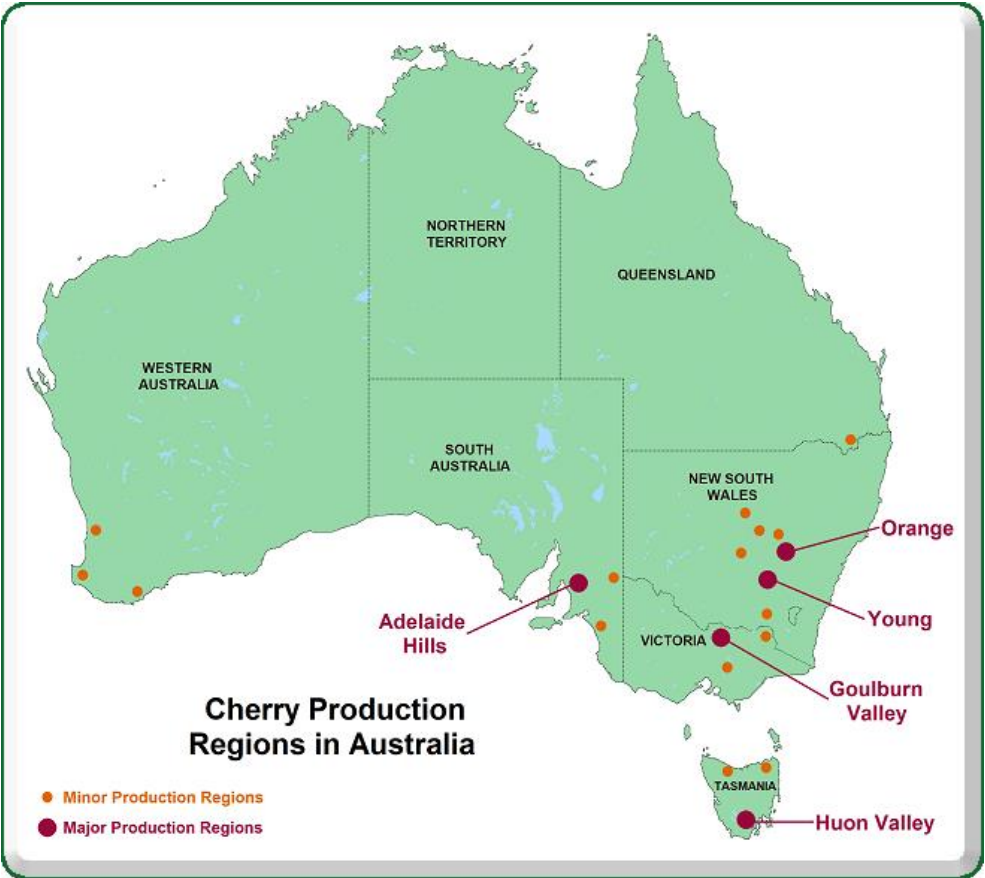 NORTHERN
TERRITORY
QUEENSLAND
WESTERN
AUSTRALIA
SOUTH
AUSTRALIA
NEW SOUTH
WALES
Orange
Adelaide
Hills
Young
VICTORIA
Goulburn
Valley
Cherry Production
Regions in Australia
TASMANIA
Minor Production Regions
Major Production Regions
Huon Valley